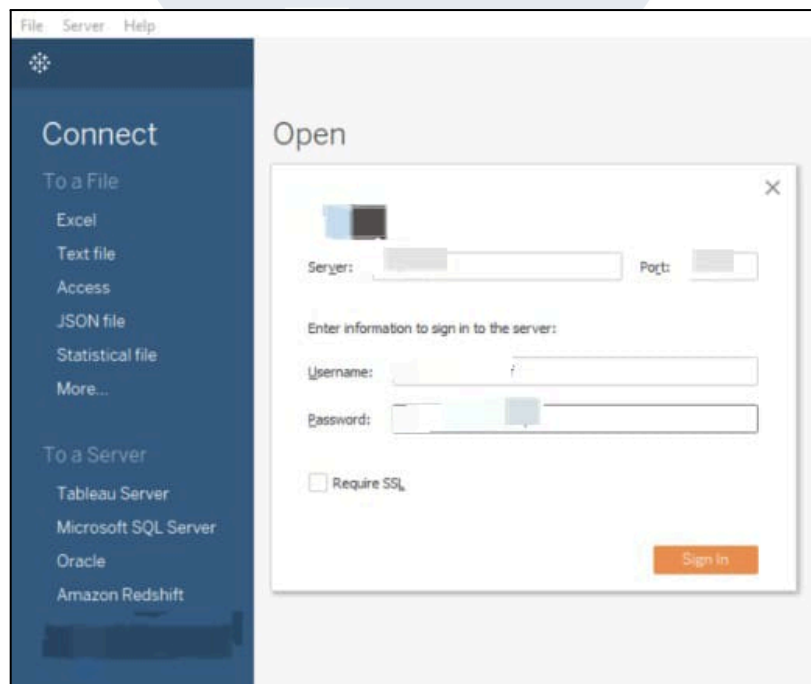 File Server Help
Connect
To a File
Excel
Text file
Access
JSON file
Statistical file
More...
To a Server
Tableau Server
Microsoft SQL Server
Oracle
Amazon Redshift
Open
Server:
Port:
Enter information to sign in to the server:
Username:
Password:
Require SSL
Sign In